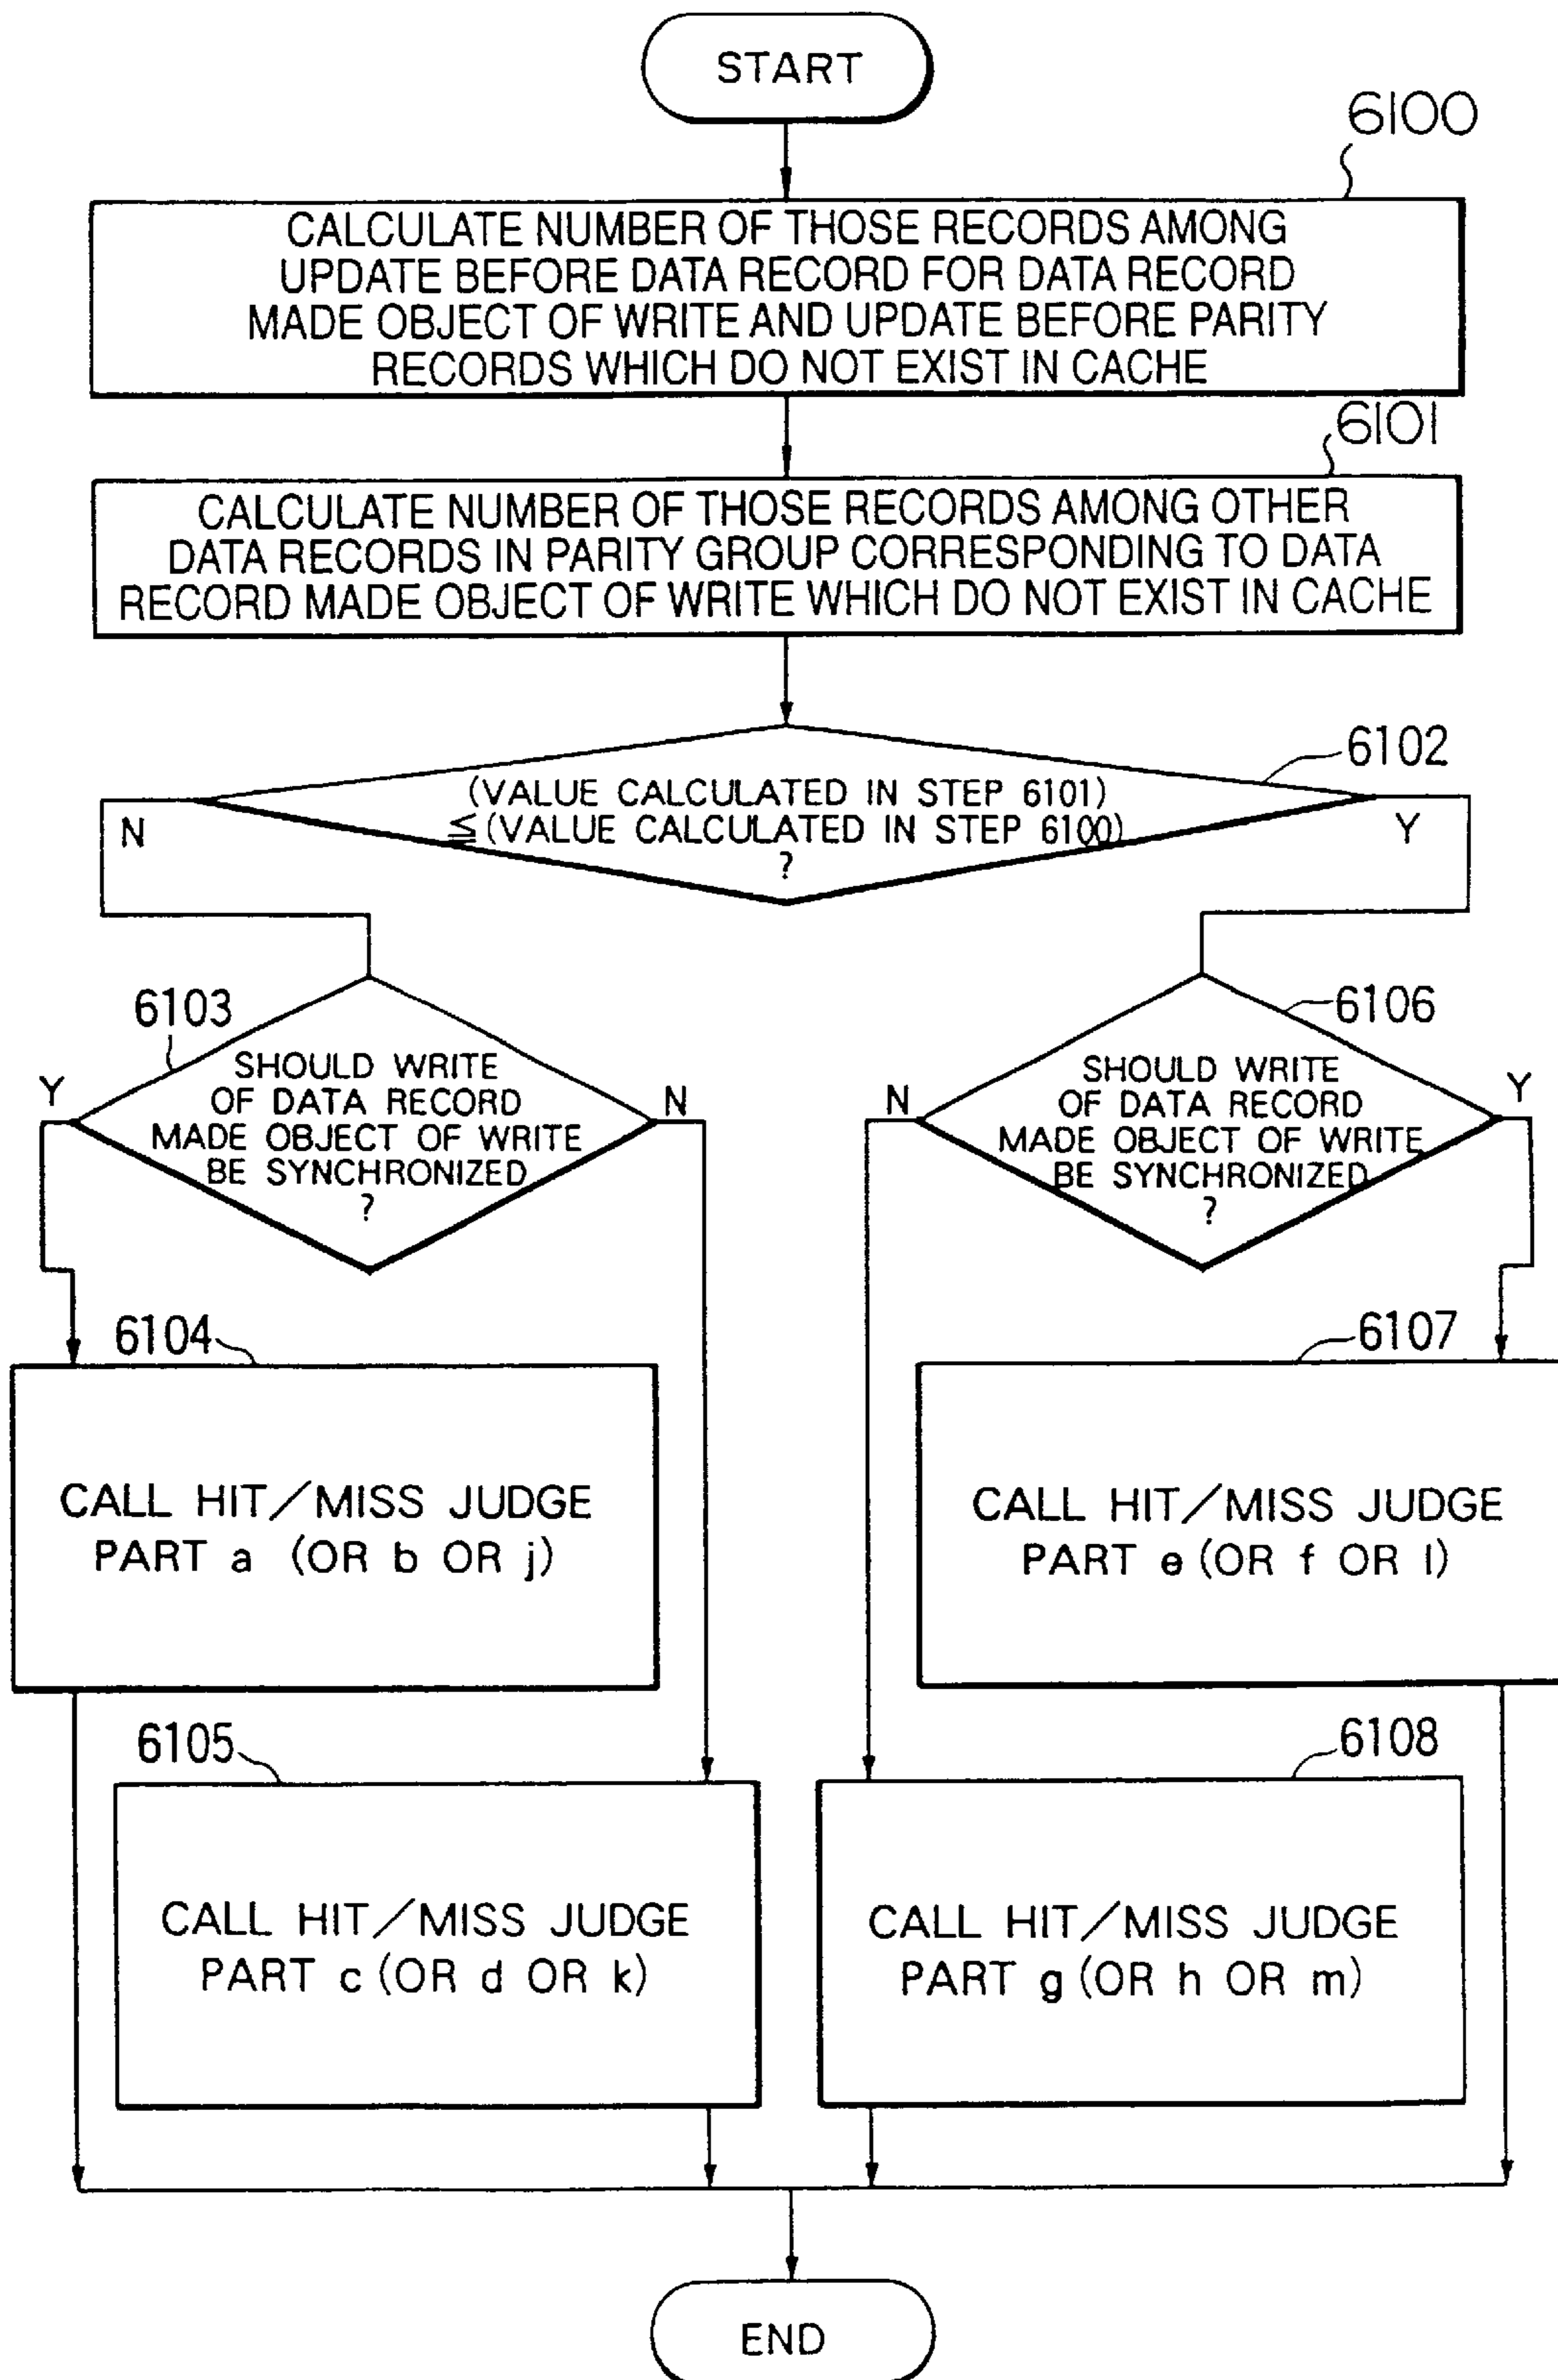 START
6100
CALCULATE NUMBER OF THOSE RECORDS AMONG
UPDATE BEFORE DATA RECORD FOR DATA RECORD
MADE OBJECT OF WRITE AND UPDATE BEFORE PARITY
RECORDS WHICH DO NOT EXIST IN CACHE
6101
CALCULATE NUMBER OF THOSE RECORDS AMONG OTHER
DATA RECORDS IN PARITY GROUP CORRESPONDING TO DATA
RECORD MADE OBJECT OF WRITE WHICH DO NOT EXIST IN CACHE
6102
(VALUE CALCULATED IN STEP 6101)
≦(VALUE CALCULATED IN STEP 6100)
?
N
Y
6103
SHOULD WRITE
OF DATA RECORD
MADE OBJECT OF WRITE
BE SYNCHRONIZED
?
Y
N
6106
SHOULD WRITE
OF DATA RECORD
MADE OBJECT OF WRITE
BE SYNCHRONIZED
?
N
Y
6104
CALL HIT/MISS JUDGE
PART a (OR b OR j)
6107
CALL HIT/MISS JUDGE
PART e (OR f OR l)
6105
CALL HIT/MISS JUDGE
PART c (OR d OR k)
6108
CALL HIT/MISS JUDGE
PART g (OR h OR m)
END